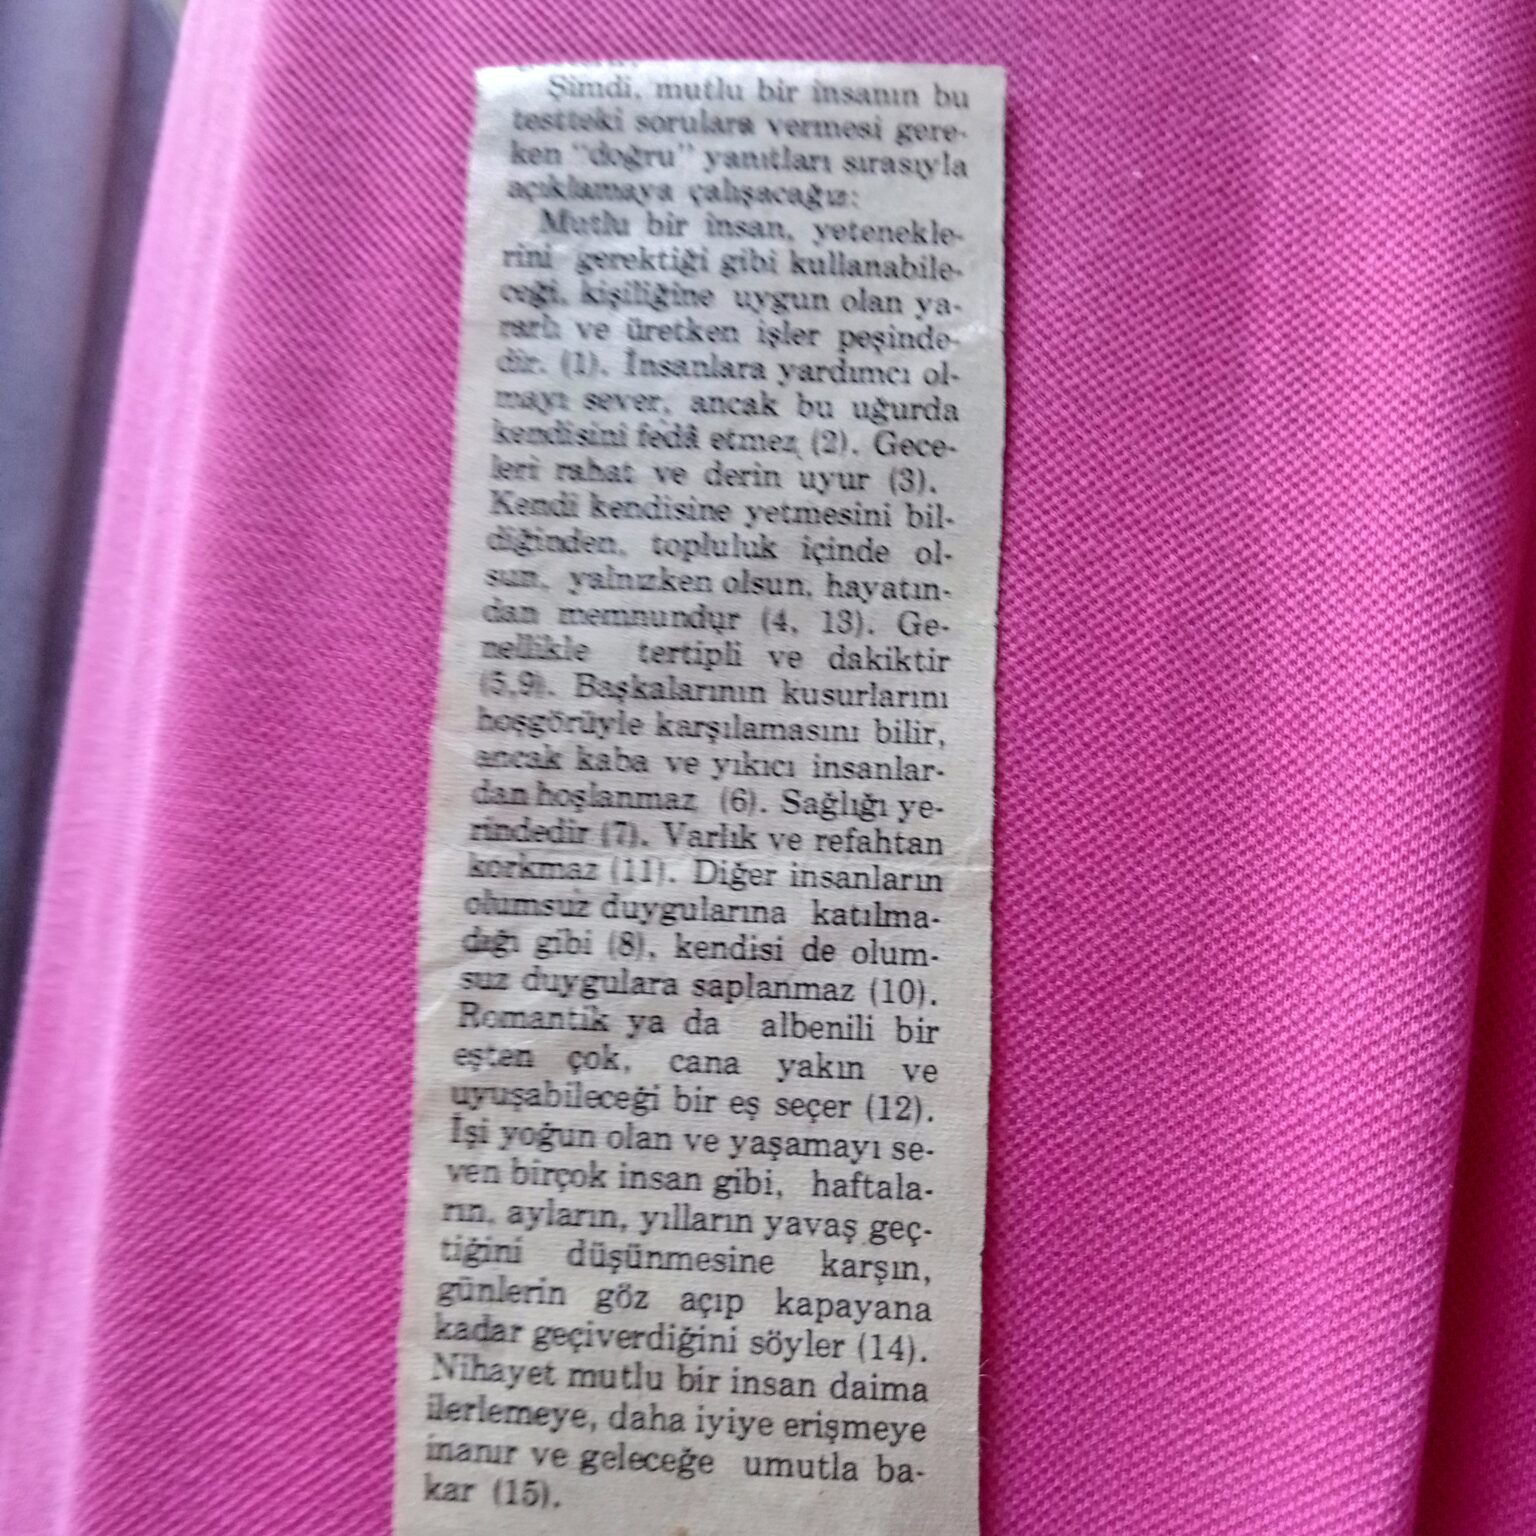 Şimdi, mutlu bir insanın bu
testteki sorulara vermesi gere-
ken "doğru" yanıtları sırasıyla
açıklamaya çalışacağız:
Mutlu bir insan, yetenekle-
rini gerektiği gibi kullanabile-
ceği, kişiliğine uygun olan ya-
rarlı ve üretken işler peşinde-
dir. (1). İnsanlara yardımcı ol-
mayı sever, ancak bu uğurda
kendisini fedâ etmez (2). Gece-
leri rahat ve derin uyur (3).
Kendi kendisine yetmesini bil-
diğinden, topluluk içinde ol-
sun, yalnızken olsun, hayatın-
dan memnundur (4, 13). Ge-
nellikle tertipli ve dakiktir
(5,9). Başkalarının kusurlarını
hoşgörüyle karşılamasını bilir,
ancak kaba ve yıkıcı insanlar-
dan hoşlanmaz (6). Sağlığı ye-
rindedir (7). Varlık ve refahtan
korkmaz (11). Diğer insanların
olumsuz duygularına katılma-
dığı gibi (8), kendisi de olum-
suz duygulara saplanmaz (10).
Romantik ya da albenili bir
eşten çok, cana yakın ve
uyuşabileceği bir eş seçer (12).
İşi yoğun olan ve yaşamayı se-
ven birçok insan gibi, haftala-
rın, ayların, yılların yavaş geç-
tiğini düşünmesine karşın,
günlerin göz açıp kapayana
kadar geçiverdiğini söyler (14).
Nihayet mutlu bir insan daima
ilerlemeye, daha iyiye erişmeye
inanır ve geleceğe umutla ba-
kar (15).